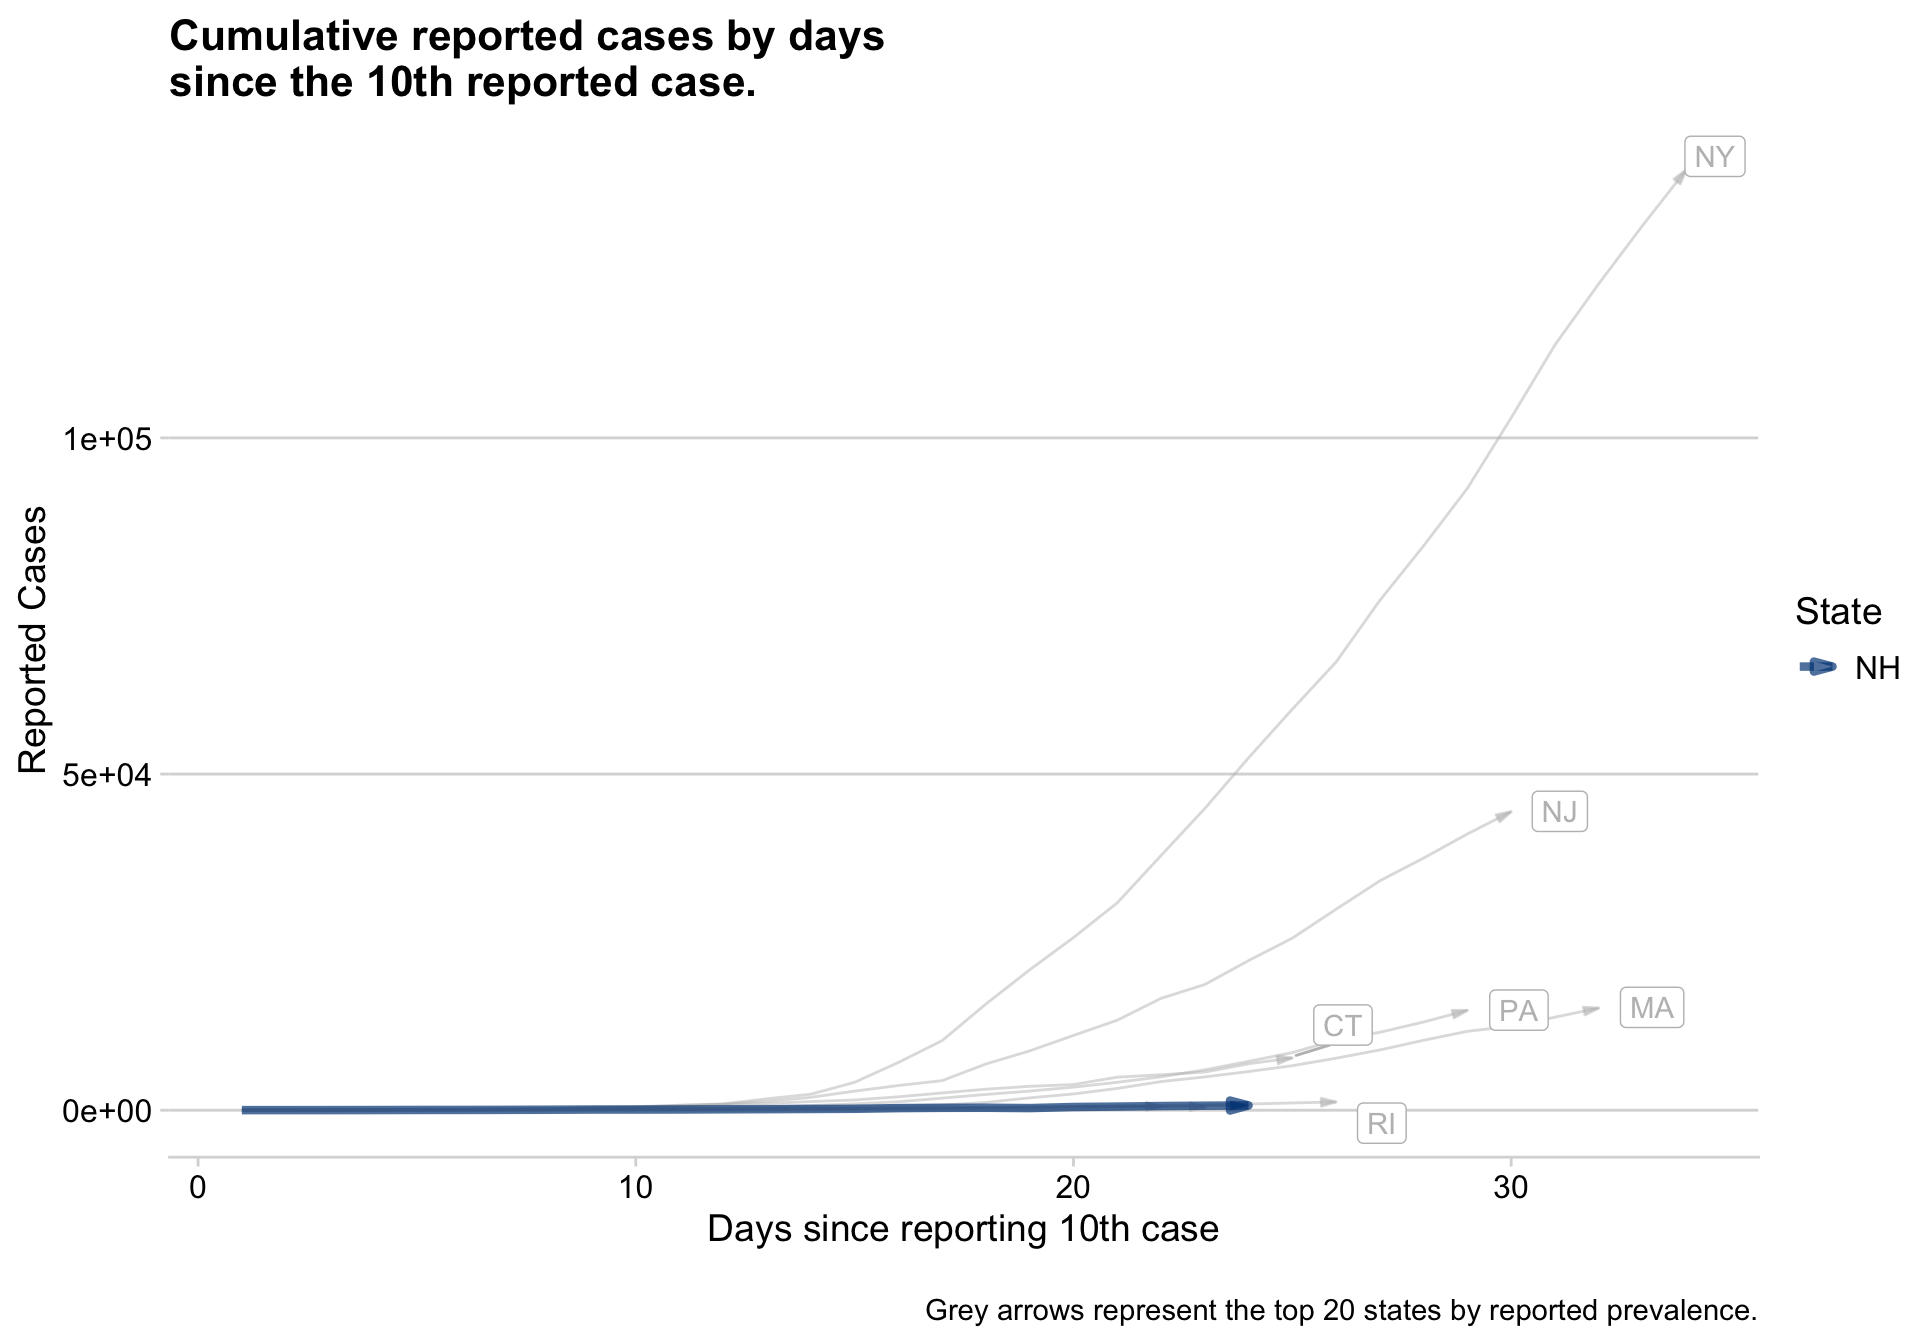 Cumulative reported cases by days
since the 10th reported case.
NY
1e+05
Reported Cases
State
NH
5e+04
NJ
CT
PA
MA
0e+00
RI
0
10
20
30
Days since reporting 10th case
Grey arrows represent the top 20 states by reported prevalence.